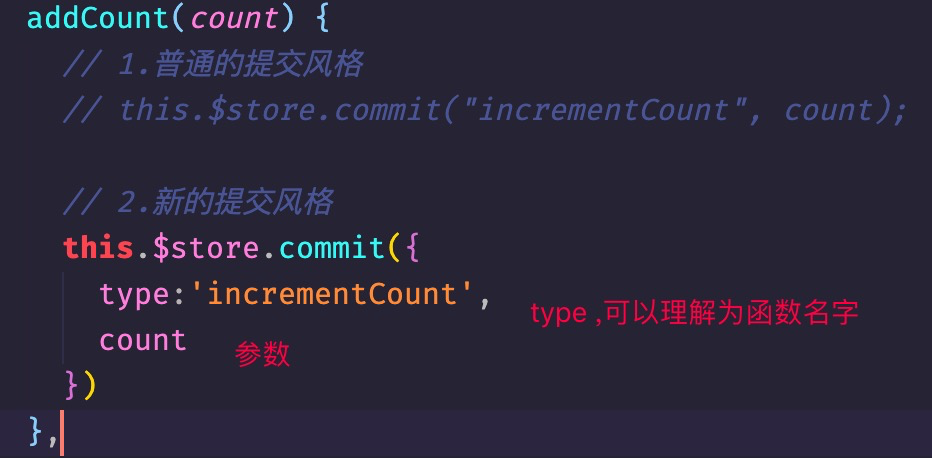 addCount(count) {
// 1.普通的提交风格
// this.$store.commit("incrementCount", count);
// 2.新的提交风格
this.$store.commit({
type:'incrementCount',
type ,可以理解为函数名字
count
参数
})
},